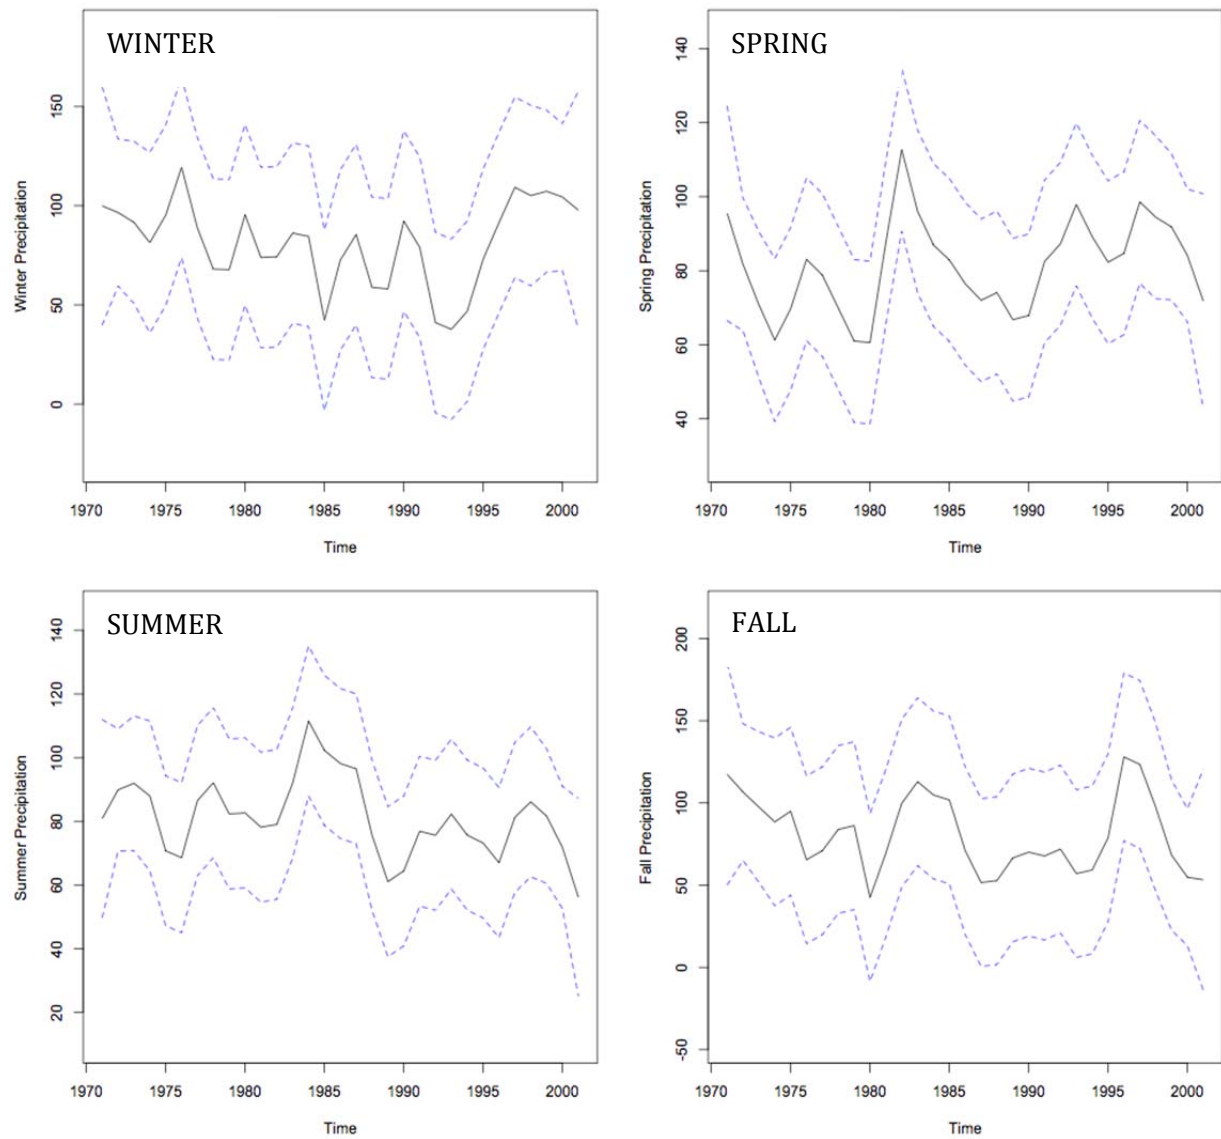 WINTER
Winter Precipitation
150
100
50
0
1970 1975 1980 1985 1990 1995 2000
Time
SPRING
Spring Precipitation
140
120
100
80
60
40
1970 1975 1980 1985 1990 1995 2000
Time
SUMMER
Summer Precipitation
140
120
100
80
60
40
20
1970 1975 1980 1985 1990 1995 2000
Time
FALL
Fall Precipitation
200
150
100
50
0
-50
1970 1975 1980 1985 1990 1995 2000
Time